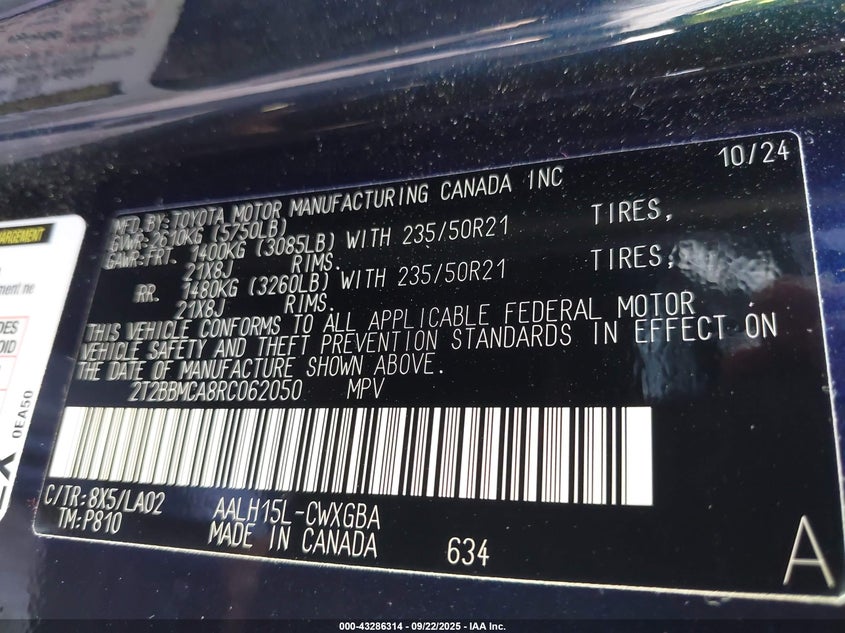 10/24
MFD.BY:TOYOTA MOTOR MANUFACTURING CANADA INC
GVWR:2610KG (5750LB)
GAWR:FRT. 1400KG (3085LB) WITH 235/50R21 TIRES,
21X8J RIMS.
RR. 1480KG (3260LB) WITH 235/50R21 TIRES,
21X8J RIMS.
THIS VEHICLE CONFORMS TO ALL APPLICABLE FEDERAL MOTOR
VEHICLE SAFETY AND THEFT PREVENTION STANDARDS IN EFFECT ON
THE DATE OF MANUFACTURE SHOWN ABOVE.
2T2BBMCA8RC062050 MPV
C/TR:8X5/LA02 AALH15L-CWXGBA
TM:P810 MADE IN CANADA 634
A
0EA50
000-43286314 - 09/22/2025 - IAA Inc.